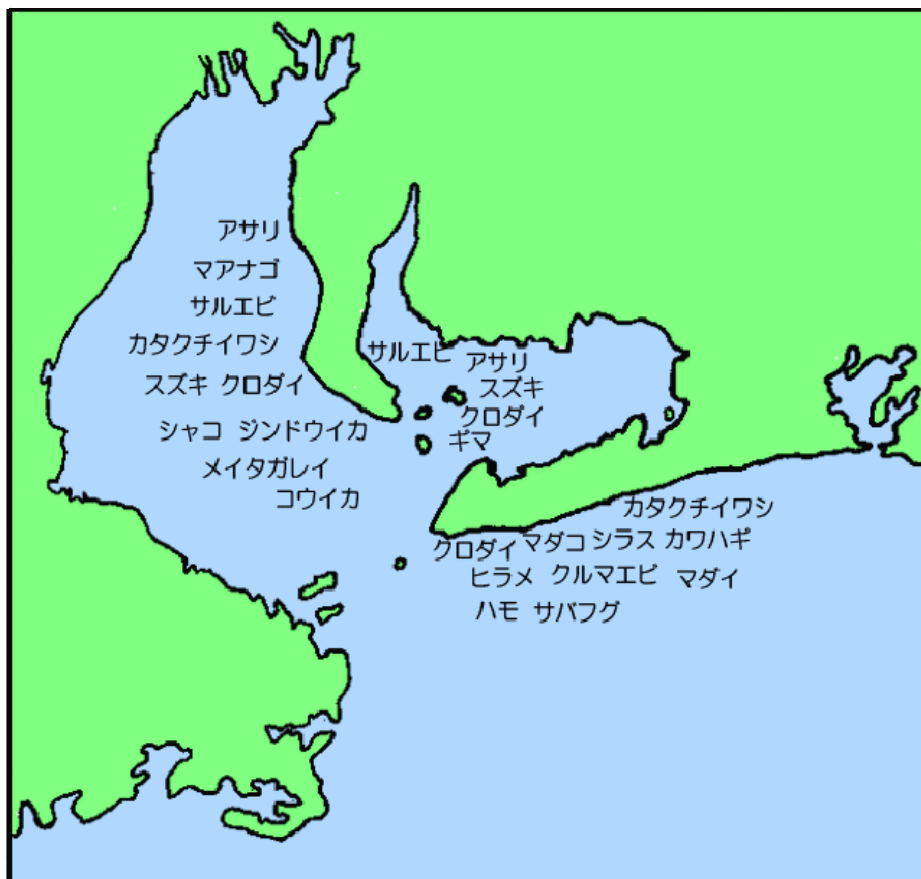 アサリ
マアナゴ
サルエビ
カタクチイワシ
スズキ クロダイ
シャコ ジンドウイカ
メイタガレイ
コウイカ
サルエビ
アサリ
スズキ
クロダイ
ギマ
カタクチイワシ
クロダイ マダコ シラス カワハギ
ヒラメ クルマエビ マダイ
ハモ サバフグ